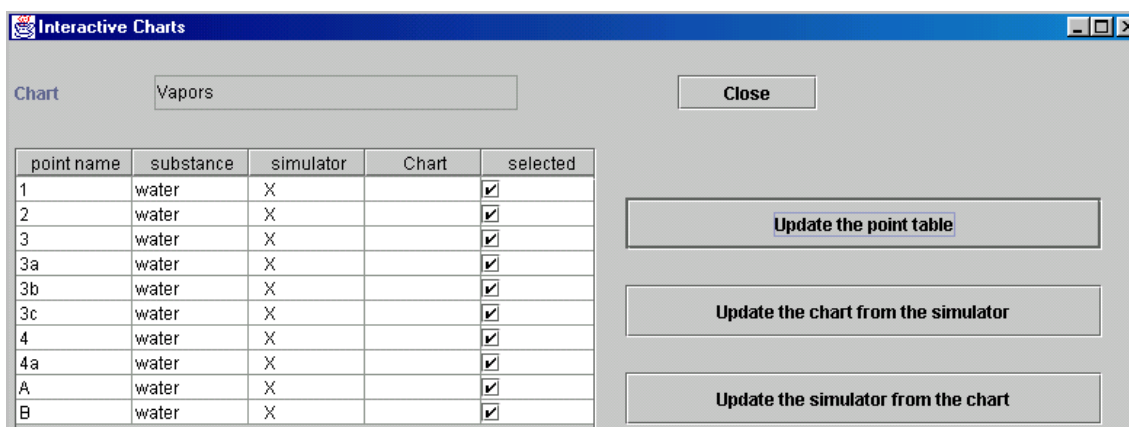 Interactive Charts
Chart Vapors Close
point name substance simulator Chart selected
1 water X
2 water X
3 water X
3a water X
3b water X
3c water X
4 water X
4a water X
A water X
B water X
Update the point table
Update the chart from the simulator
Update the simulator from the chart